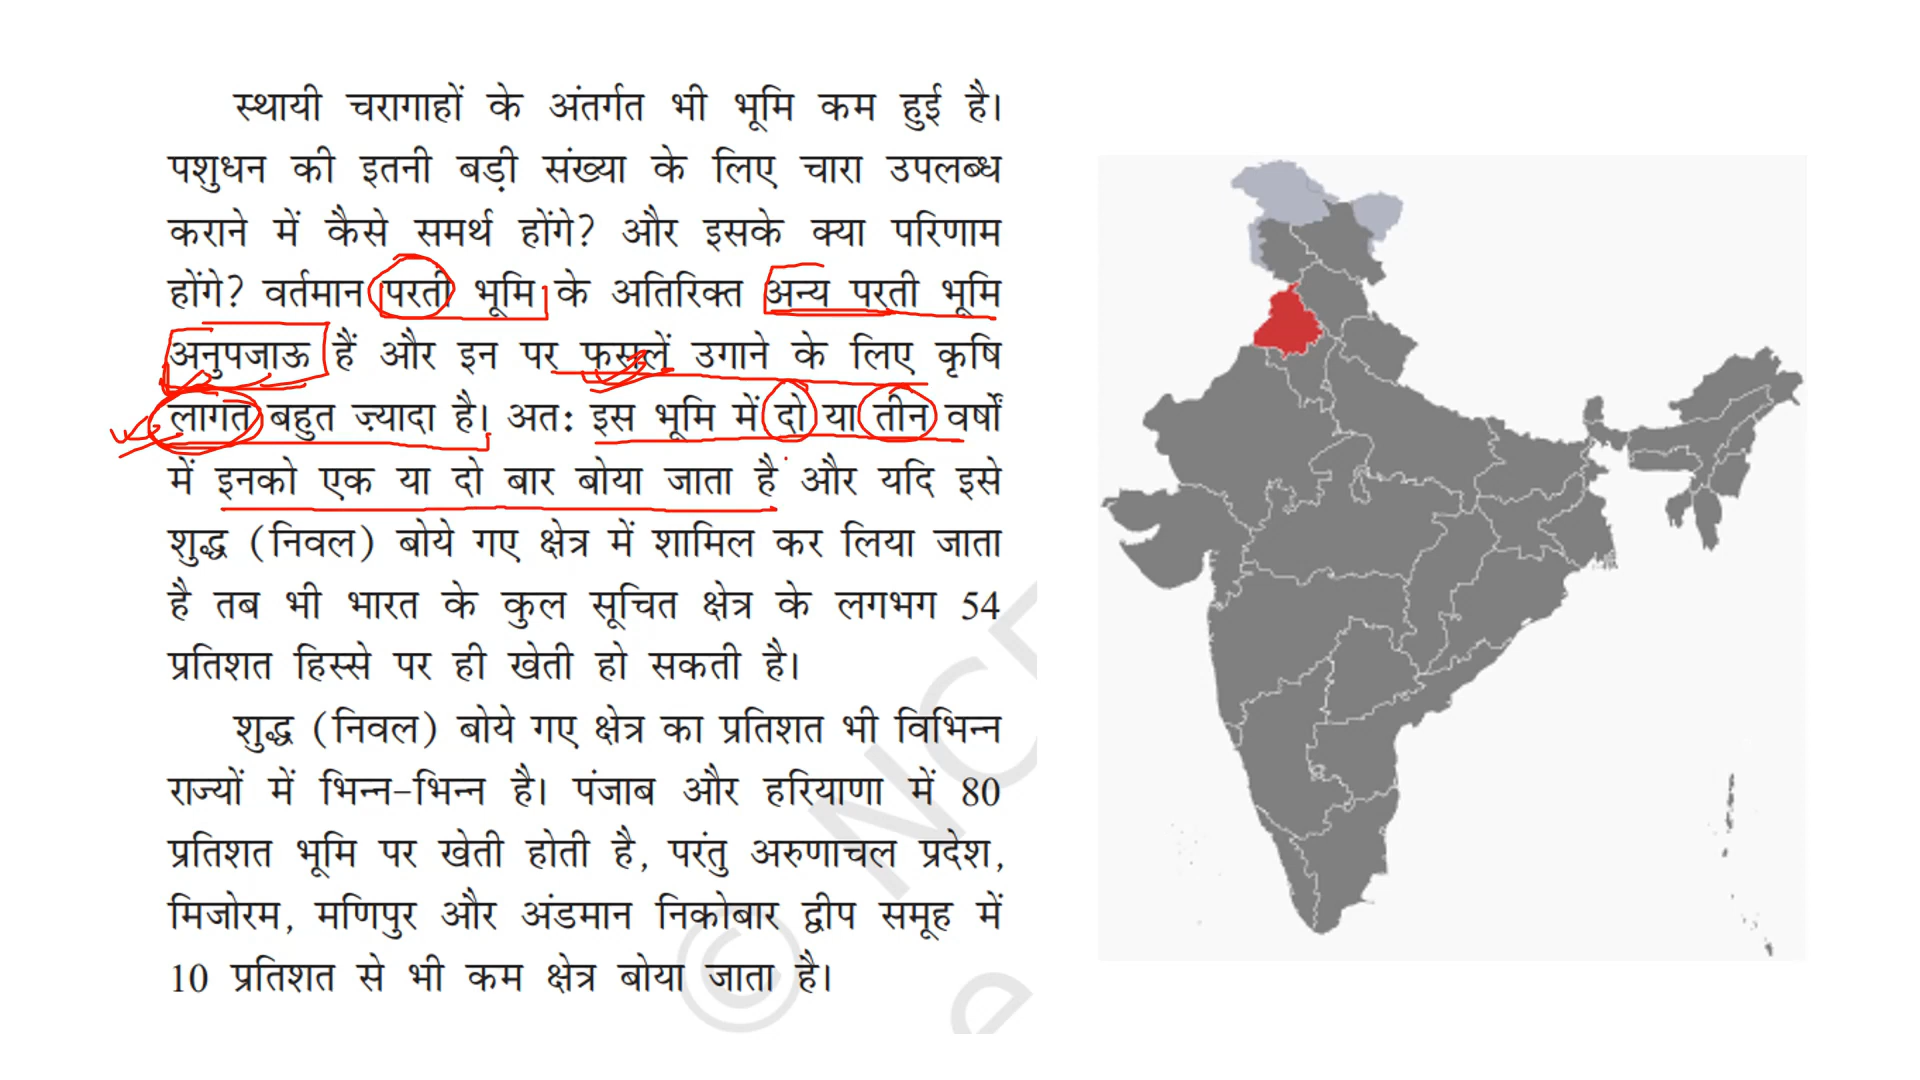 स्थायी चरागाहों के अंतर्गत भी भूमि कम हुई है।
पशुधन की इतनी बड़ी संख्या के लिए चारा उपलब्ध
कराने में कैसे समर्थ होंगे? और इसके क्या परिणाम
होंगे? वर्तमान परती भूमि के अतिरिक्त अन्य परती भूमि
अनुपजाऊ हैं और इन पर फसलें उगाने के लिए कृषि
लागत बहुत ज़्यादा है। अतः इस भूमि में दो या तीन वर्षों
में इनको एक या दो बार बोया जाता है और यदि इसे
शुद्ध (निवल) बोये गए क्षेत्र में शामिल कर लिया जाता
है तब भी भारत के कुल सूचित क्षेत्र के लगभग 54
प्रतिशत हिस्से पर ही खेती हो सकती है।
शुद्ध (निवल) बोये गए क्षेत्र का प्रतिशत भी विभिन्न
राज्यों में भिन्न-भिन्न है। पंजाब और हरियाणा में 80
प्रतिशत भूमि पर खेती होती है, परंतु अरुणाचल प्रदेश,
मिजोरम, मणिपुर और अंडमान निकोबार द्वीप समूह में
10 प्रतिशत से भी कम क्षेत्र बोया जाता है।